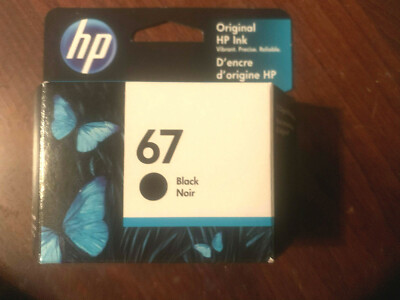 hp
Original
HP Ink
Vibrant. Precise. Reliable.
D'encre
d'origine HP
67
Black
Noir